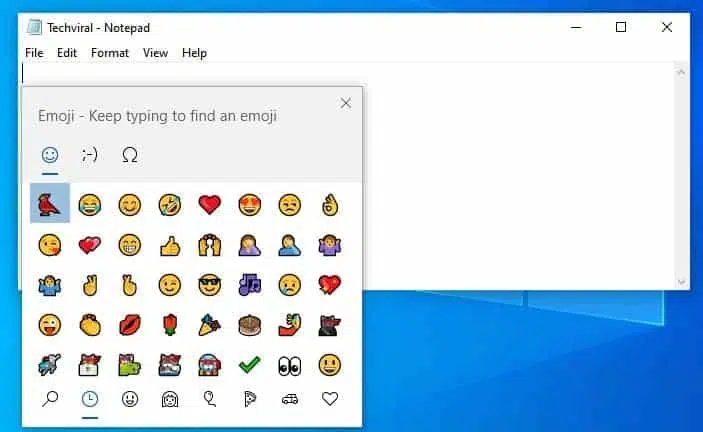 Techviral - Notepad
File Edit Format View Help
Emoji - Keep typing to find an emoji
;-) Ω